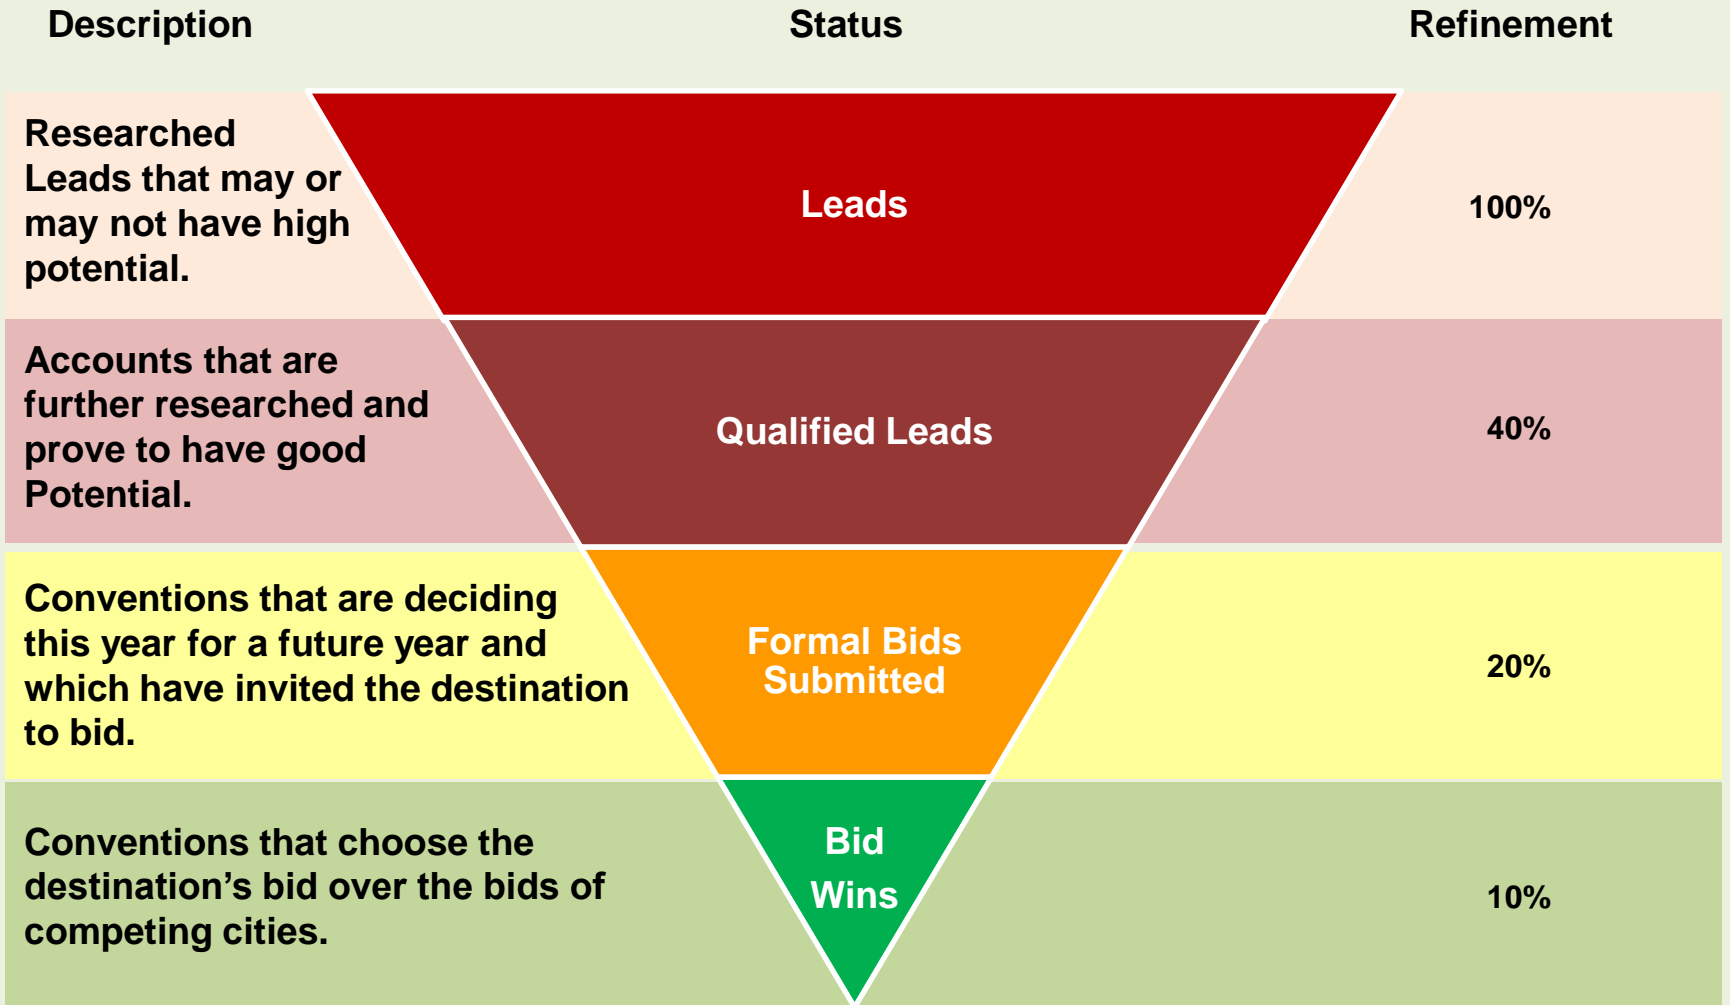 Description Status Refinement
Researched
Leads that may or
may not have high
potential.
Leads
100%
Accounts that are
further researched and
prove to have good
Potential.
Qualified Leads
40%
Conventions that are deciding
this year for a future year and
which have invited the destination
to bid.
Formal Bids
Submitted
20%
Conventions that choose the
destination’s bid over the bids of
competing cities.
Bid
Wins
10%